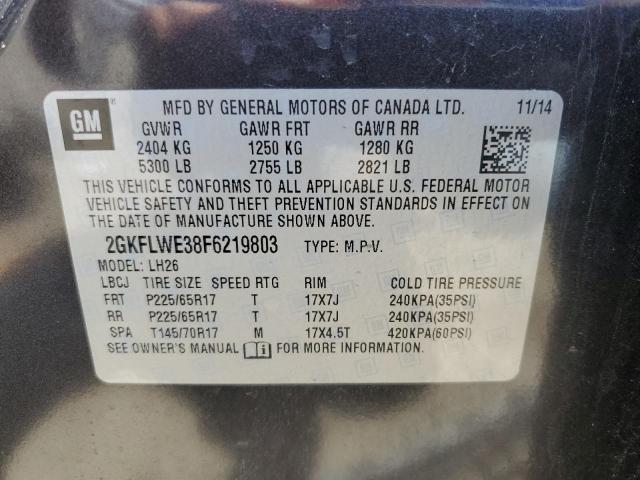 GM ® MFD BY GENERAL MOTORS OF CANADA LTD. 11/14
GVWR GAWR FRT GAWR RR
2404 KG 1250 KG 1280 KG
5300 LB 2755 LB 2821 LB
THIS VEHICLE CONFORMS TO ALL APPLICABLE U.S. FEDERAL MOTOR
VEHICLE SAFETY AND THEFT PREVENTION STANDARDS IN EFFECT ON
THE DATE OF MANUFACTURE SHOWN ABOVE.
2GKFLWE38F6219803 TYPE: M.P.V.
MODEL: LH26
LBCJ TIRE SIZE SPEED RTG RIM COLD TIRE PRESSURE
FRT P225/65R17 T 17X7J 240KPA(35PSI)
RR P225/65R17 T 17X7J 240KPA(35PSI)
SPA T145/70R17 M 17X4.5T 420KPA(60PSI)
SEE OWNER'S MANUAL FOR MORE INFORMATION.